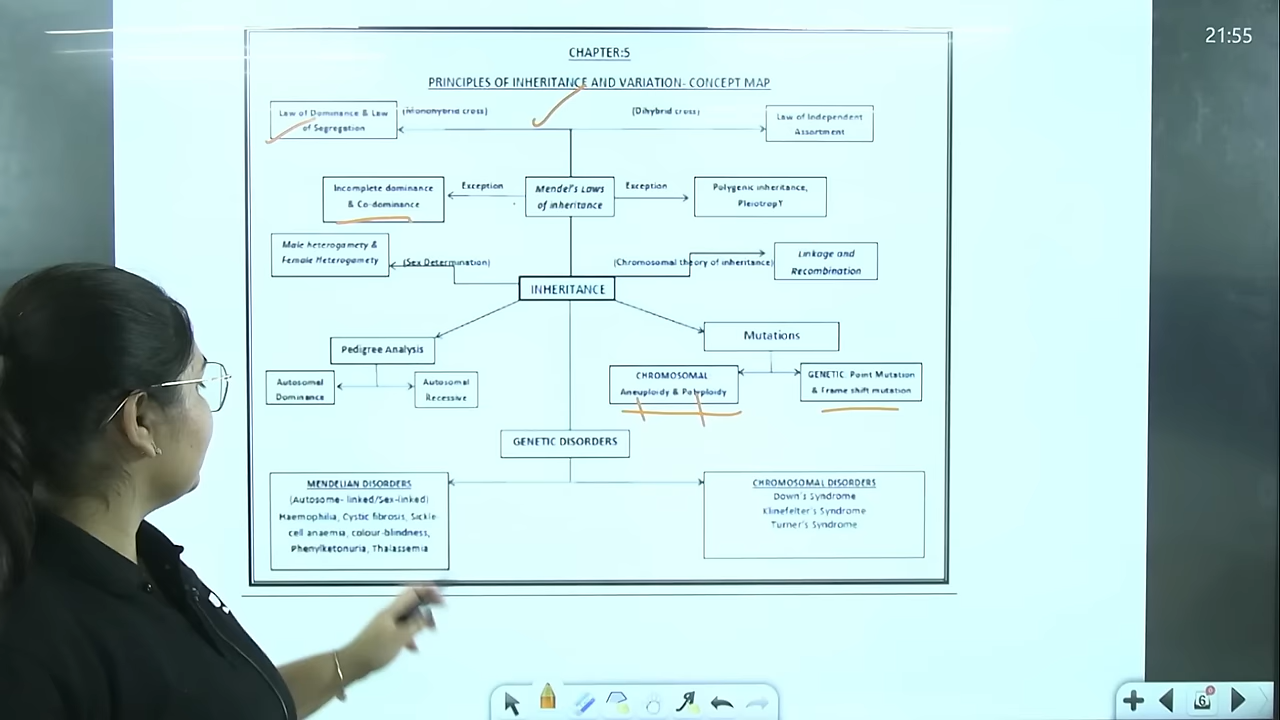 21:55
CHAPTER:5
PRINCIPLES OF INHERITANCE AND VARIATION- CONCEPT MAP
Law of Dominance & Law
of Segregation
(Monohybrid cross)
(Dihybrid cross)
Law of Independent
Assortment
Incomplete dominance
& Co-dominance
Exception
Mendel's Laws
of inheritance
Exception
Polygenic inheritance,
PleiotropY
Male heterogamety &
Female Heterogamety
(Sex Determination)
(Chromosomal theory of inheritance)
Linkage and
Recombination
INHERITANCE
Pedigree Analysis
Mutations
Autosomal
Dominance
Autosomal
Recessive
CHROMOSOMAL
Aneuploidy & Polyploidy
GENETIC: Point Mutation
& Frame shift mutation
GENETIC DISORDERS
MENDELIAN DISORDERS
(Autosome- linked/Sex-linked)
Haemophilia, Cystic fibrosis, Sickle
cell anaemia, colour-blindness,
Phenylketonuria, Thalassemia
CHROMOSOMAL DISORDERS
Down's Syndrome
Klinefelter's Syndrome
Turner's Syndrome
6